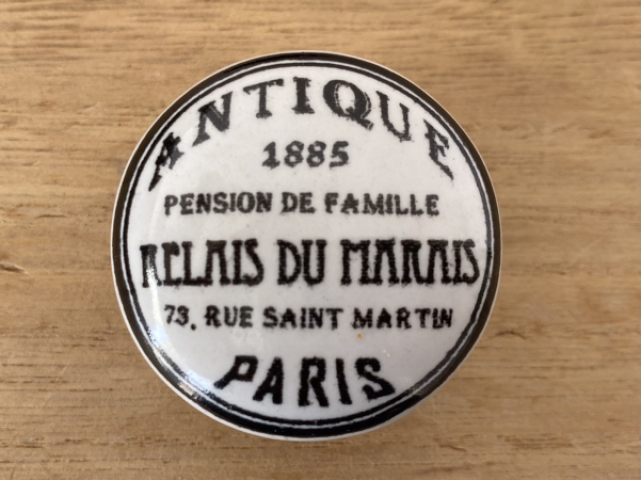 ANTIQUE
1885
PENSION DE FAMILLE
RELAIS DU MARAIS
73, RUE SAINT MARTIN
PARIS